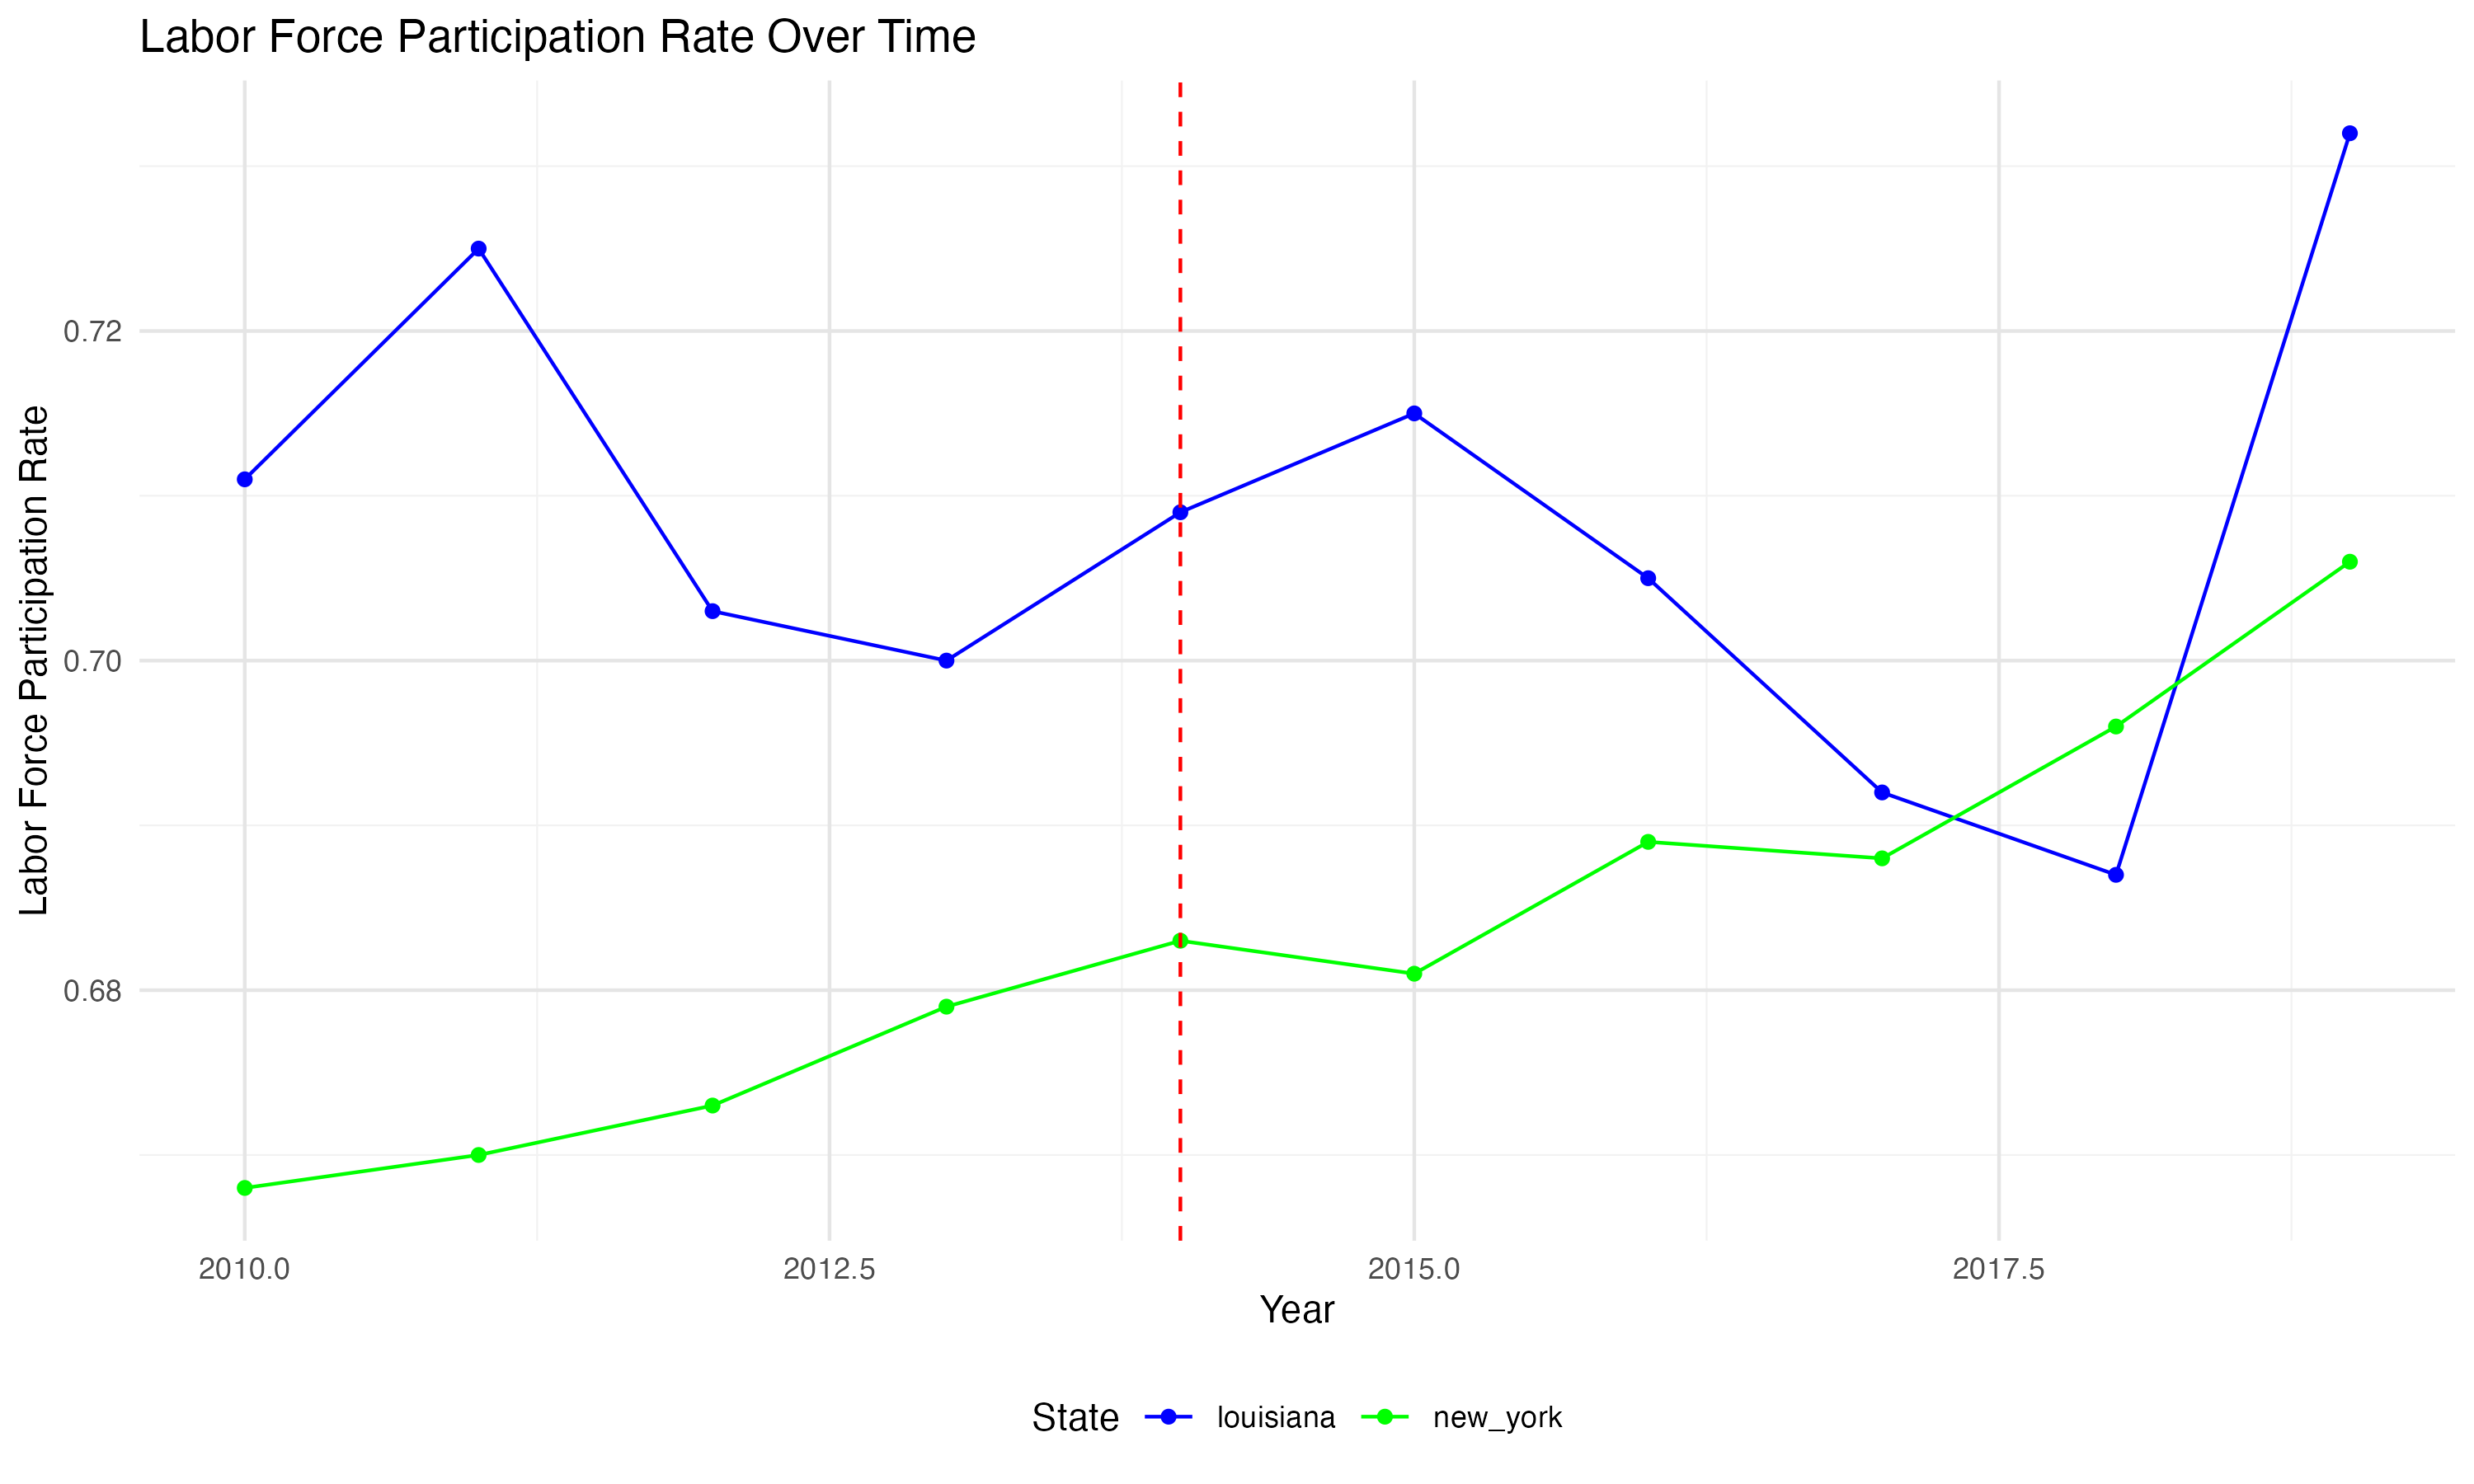 Labor Force Participation Rate Over Time
Labor Force Participation Rate
0.72
0.70
0.68
2010.0 2012.5 2015.0 2017.5
Year
State louisiana new_york